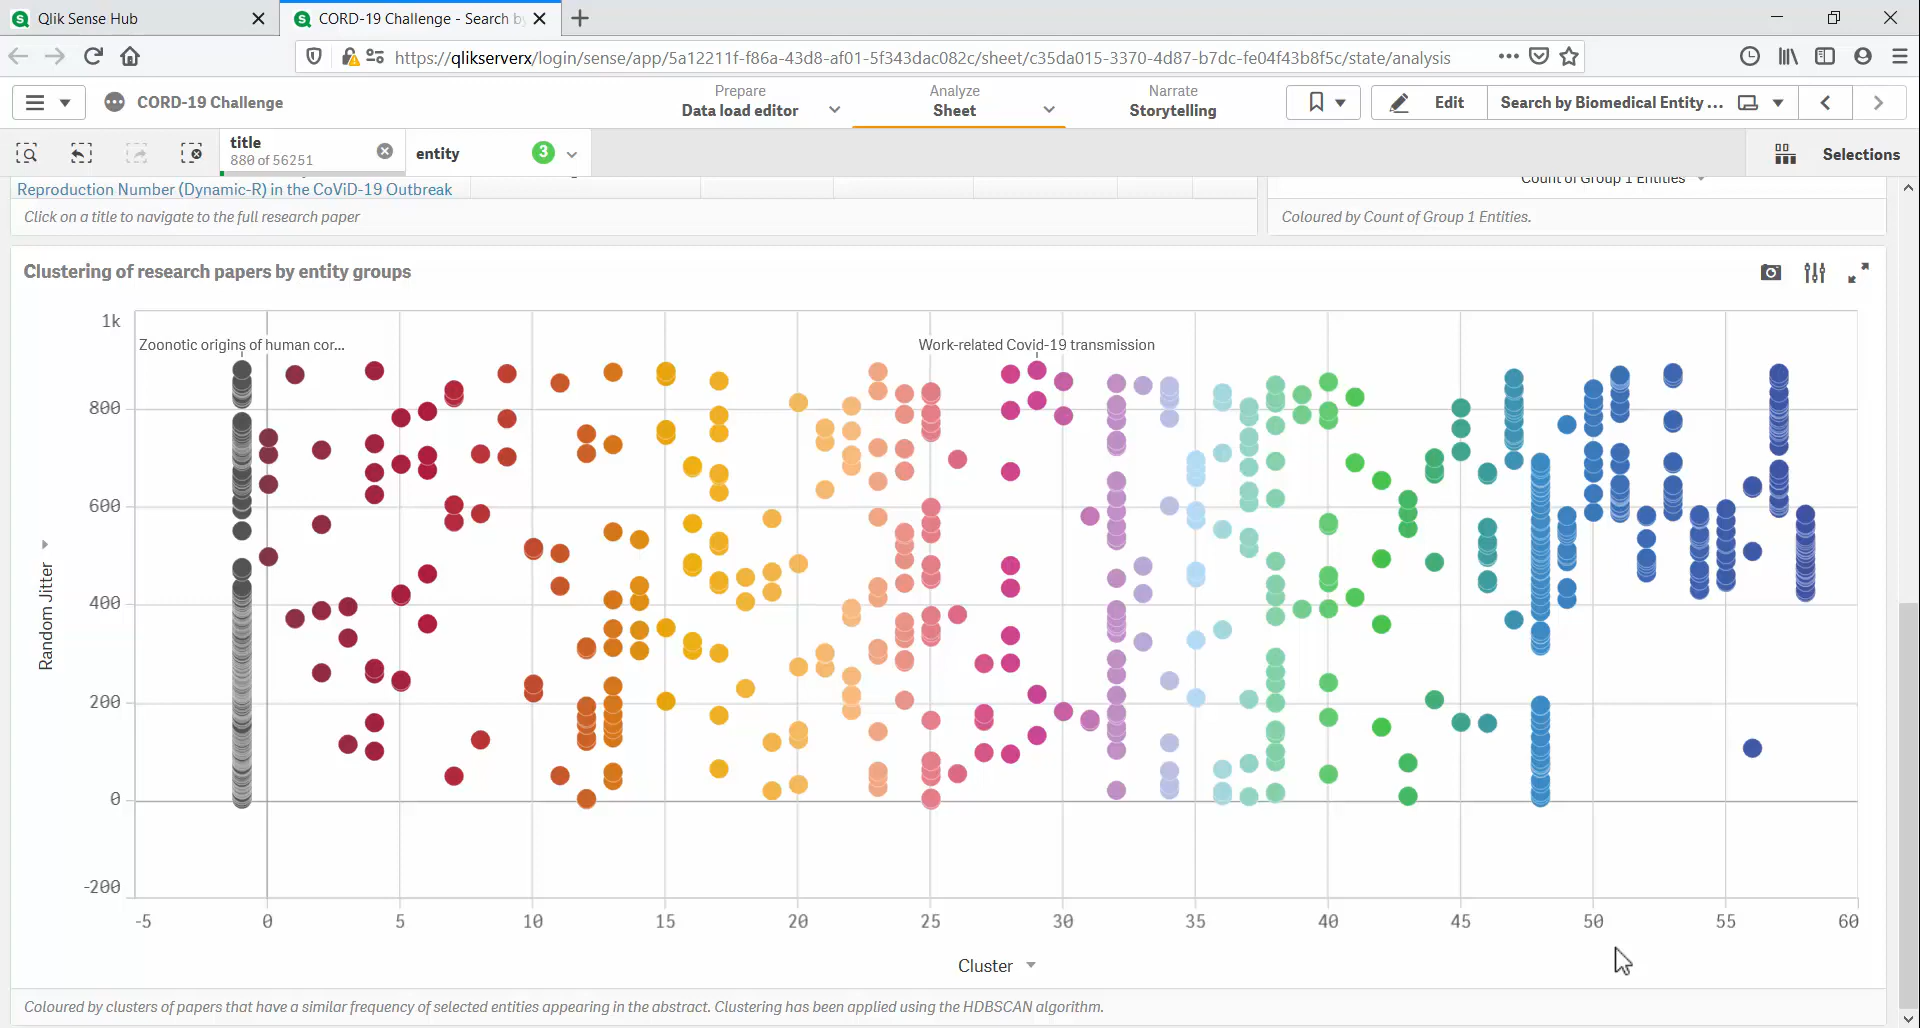 Qlik Sense Hub
CORD-19 Challenge - Search by
https://qlikserverx/login/sense/app/5a12211f-f86a-43d8-af01-5f343dac082c/sheet/c35da015-3370-4d87-b7dc-fe04f43b8f5c/state/analysis
CORD-19 Challenge
Prepare
Data load editor
Analyze
Sheet
Narrate
Storytelling
Edit
Search by Biomedical Entity ...
title
880 of 56251
entity
3
Selections
Reproduction Number (Dynamic-R) in the CoViD-19 Outbreak
Count of Group 1 Entities
Click on a title to navigate to the full research paper
Coloured by Count of Group 1 Entities.
Clustering of research papers by entity groups
1k
Zoonotic origins of human cor...
Work-related Covid-19 transmission
800
600
400
200
0
-200
Random Jitter
-5 0 5 10 15 20 25 30 35 40 45 50 55 60
Cluster
Coloured by clusters of papers that have a similar frequency of selected entities appearing in the abstract. Clustering has been applied using the HDBSCAN algorithm.